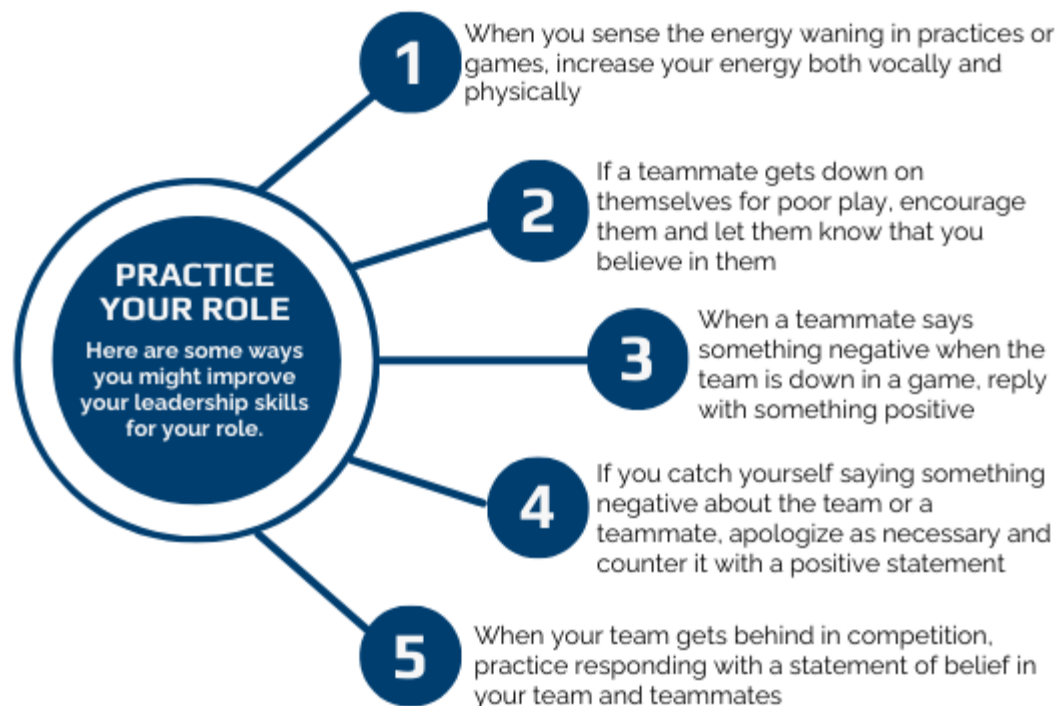 PRACTICE
YOUR ROLE
Here are some ways
you might improve
your leadership skills
for your role.
1
When you sense the energy waning in practices or
games, increase your energy both vocally and
physically
2
If a teammate gets down on
themselves for poor play, encourage
them and let them know that you
believe in them
3
When a teammate says
something negative when the
team is down in a game, reply
with something positive
4
If you catch yourself saying something
negative about the team or a
teammate, apologize as necessary and
counter it with a positive statement
5
When your team gets behind in competition,
practice responding with a statement of belief in
your team and teammates